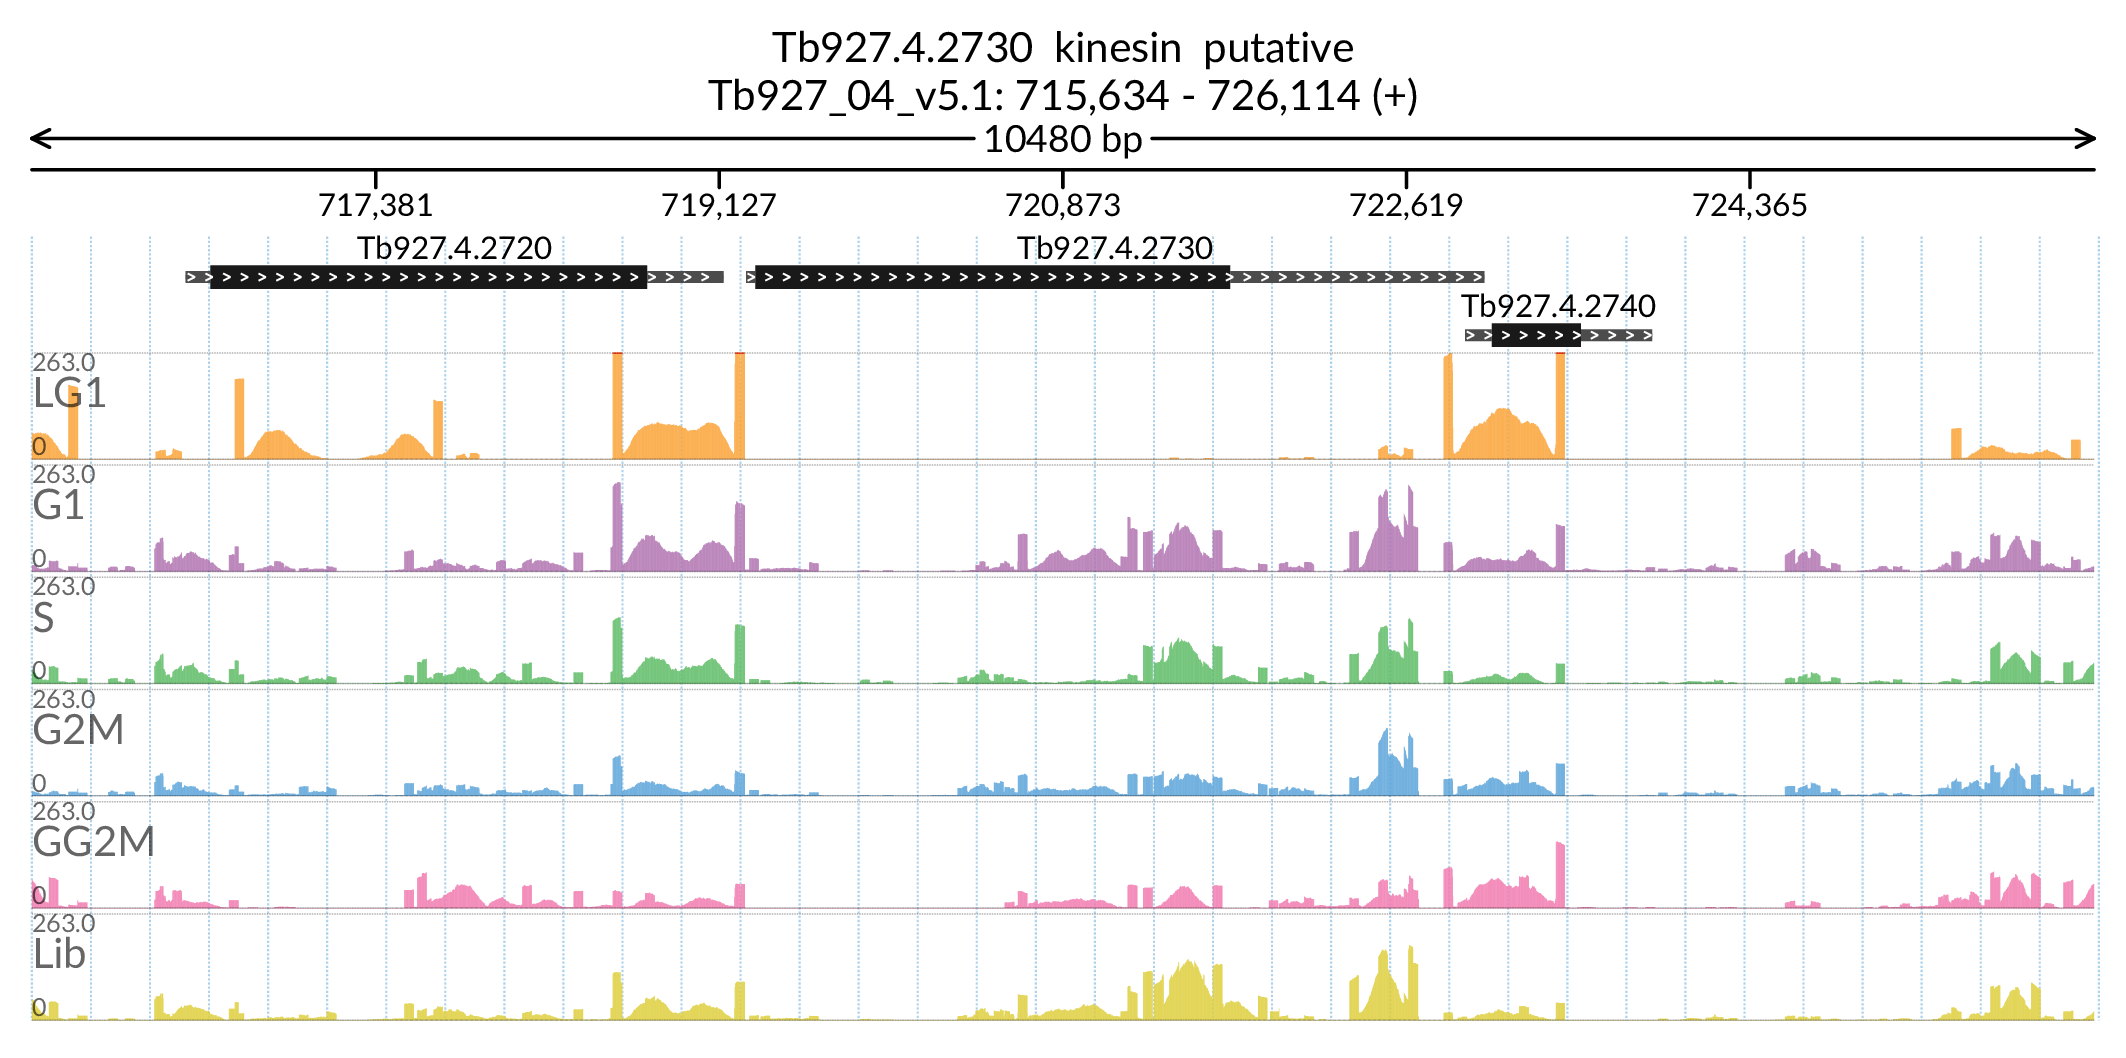 Tb927.4.2730 kinesin putative
Tb927_04_v5.1: 715,634 - 726,114 (+)
10480 bp
717,381 719,127 720,873 722,619 724,365
Tb927.4.2720 Tb927.4.2730
Tb927.4.2740
263.0
LG1
0
263.0
G1
0
263.0
S
0
263.0
G2M
0
263.0
GG2M
0
263.0
Lib
0